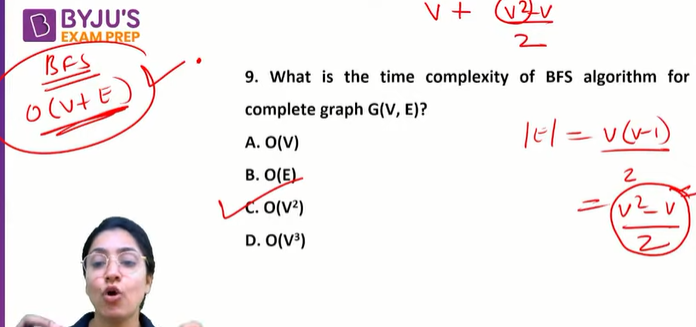 BYJU'S
EXAM PREP
V + (V²-V)/2
BFS
O(V+E)
9. What is the time complexity of BFS algorithm for
complete graph G(V, E)?
A. O(V)
B. O(E)
C. O(V²)
D. O(V³)
|E| = V(V-1)/2
= V²-V/2